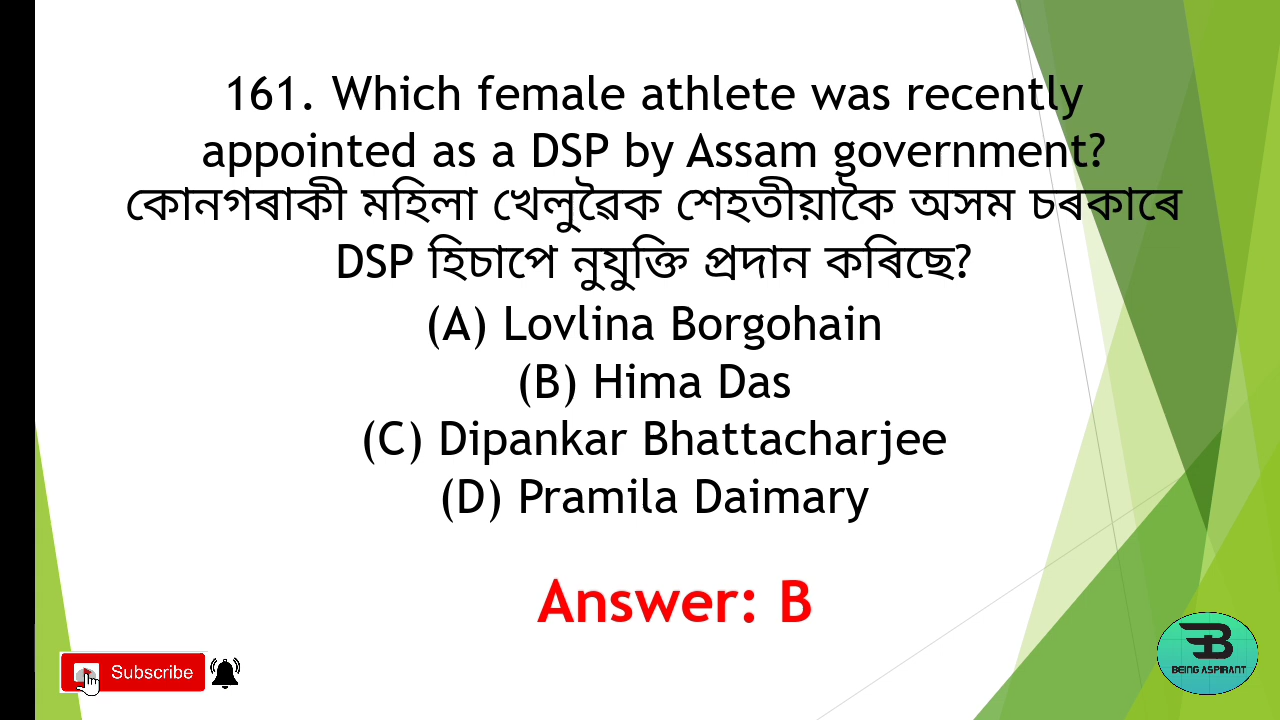 161. Which female athlete was recently
appointed as a DSP by Assam government?
কোনগৰাকী মহিলা খেলুৱৈক শেহতীয়াকৈ অসম চৰকাৰে
DSP হিচাপে নুযুক্তি প্ৰদান কৰিছে?
(A) Lovlina Borgohain
(B) Hima Das
(C) Dipankar Bhattacharjee
(D) Pramila Daimary
Answer: B
Subscribe
BEING ASPIRANT